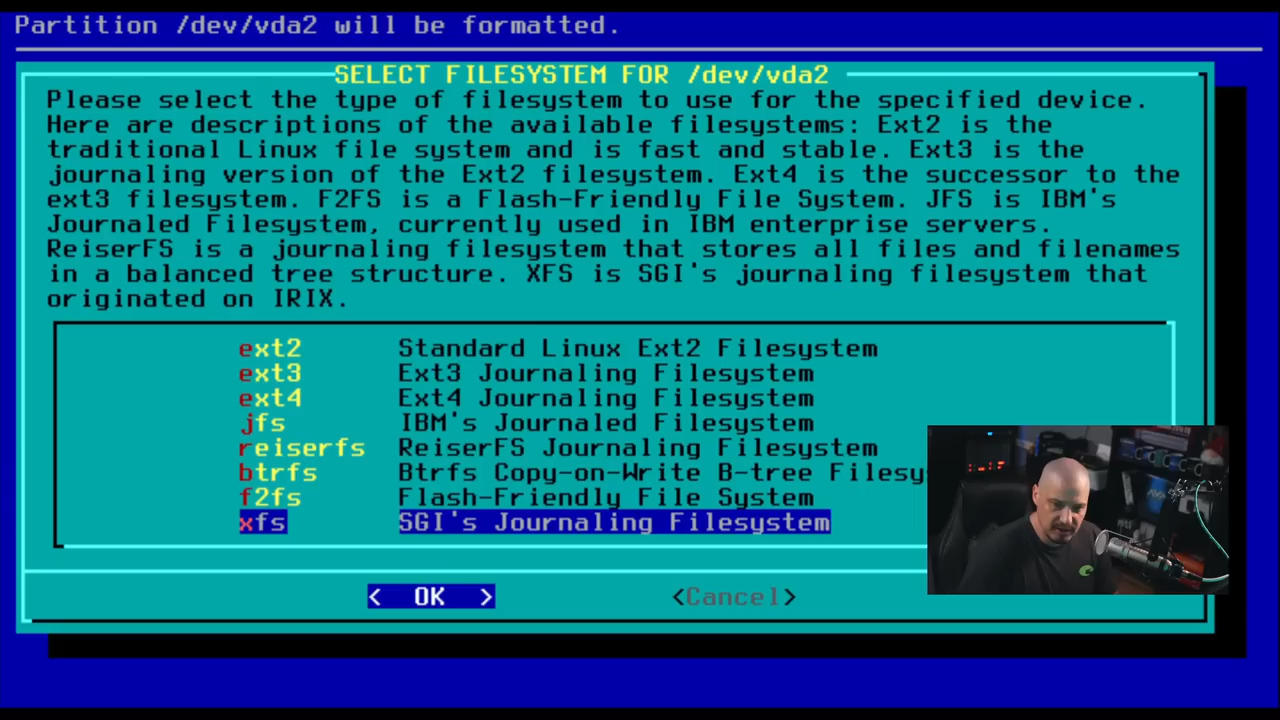 Partition /dev/vda2 will be formatted.
SELECT FILESYSTEM FOR /dev/vda2
Please select the type of filesystem to use for the specified device.
Here are descriptions of the available filesystems: Ext2 is the
traditional Linux file system and is fast and stable. Ext3 is the
journaling version of the Ext2 filesystem. Ext4 is the successor to the
ext3 filesystem. F2FS is a Flash-Friendly File System. JFS is IBM's
Journaled Filesystem, currently used in IBM enterprise servers.
ReiserFS is a journaling filesystem that stores all files and filenames
in a balanced tree structure. XFS is SGI's journaling filesystem that
originated on IRIX.
ext2 Standard Linux Ext2 Filesystem
ext3 Ext3 Journaling Filesystem
ext4 Ext4 Journaling Filesystem
jfs IBM's Journaled Filesystem
reiserfs ReiserFS Journaling Filesystem
btrfs Btrfs Copy-on-Write B-tree Filesy
f2fs Flash-Friendly File System
xfs SGI's Journaling Filesystem
< OK > <Cancel>